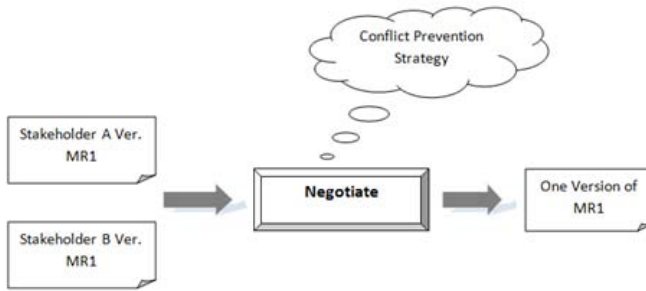 Conflict Prevention
Strategy
Stakeholder A Ver.
MR1
Negotiate
One Version of
MR1
Stakeholder B Ver.
MR1